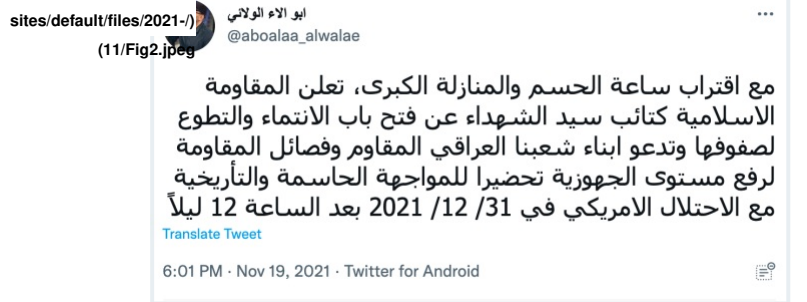 sites/default/files/2021-/)
(11/Fig2.jpeg
ابو الاء الولائي
@aboalaa_alwalae
مع اقتراب ساعة الحسم والمنازلة الكبرى، تعلن المقاومة
الاسلامية كتائب سيد الشهداء عن فتح باب الانتماء والتطوع
لصفوفها وتدعو ابناء شعبنا العراقي المقاوم وفصائل المقاومة
لرفع مستوى الجهوزية تحضيرا للمواجهة الحاسمة والتأريخية
مع الاحتلال الامريكي في 31/ 12/ 2021 بعد الساعة 12 ليلاً
Translate Tweet
6:01 PM · Nov 19, 2021 · Twitter for Android